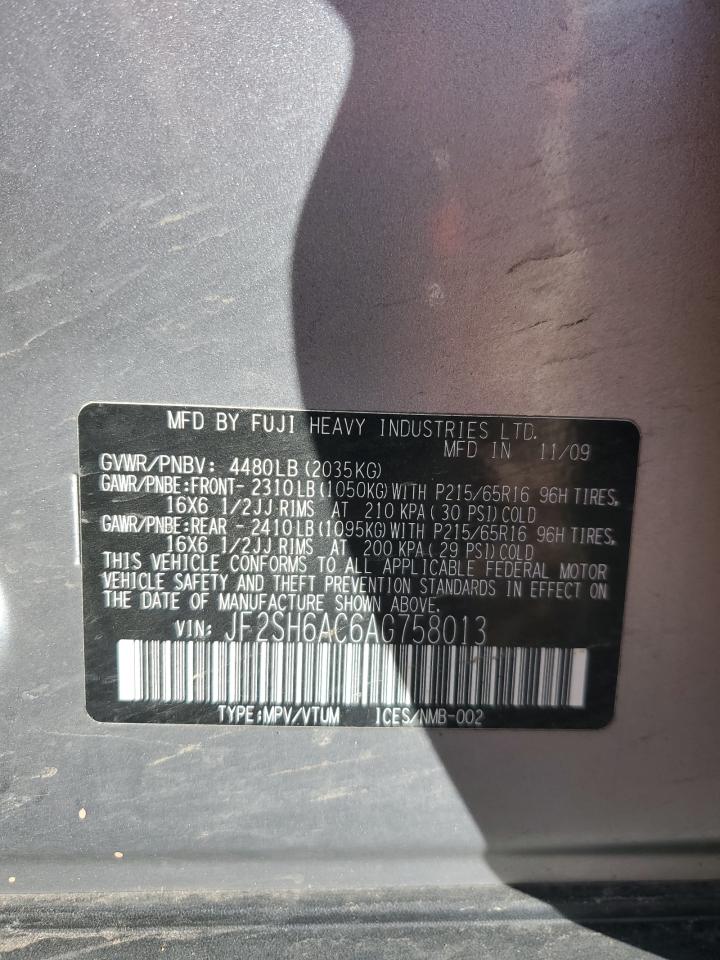 MFD BY FUJI HEAVY INDUSTRIES LTD.
MFD IN 11/09
GVWR/PNBV: 4480LB(2035KG)
GAWR/PNBE:FRONT- 2310LB(1050KG)WITH P215/65R16 96H TIRES,
16X6 1/2JJ RIMS AT 210 KPA(30 PSI)COLD
GAWR/PNBE:REAR - 2410LB(1095KG)WITH P215/65R16 96H TIRES,
16X6 1/2JJ RIMS AT 200 KPA(29 PSI)COLD
THIS VEHICLE CONFORMS TO ALL APPLICABLE FEDERAL MOTOR
VEHICLE SAFETY AND THEFT PREVENTION STANDARDS IN EFFECT ON
THE DATE OF MANUFACTURE SHOWN ABOVE.
VIN: JF2SH6AC6AG758013
TYPE:MPV/VTUM ICES/NMB-002